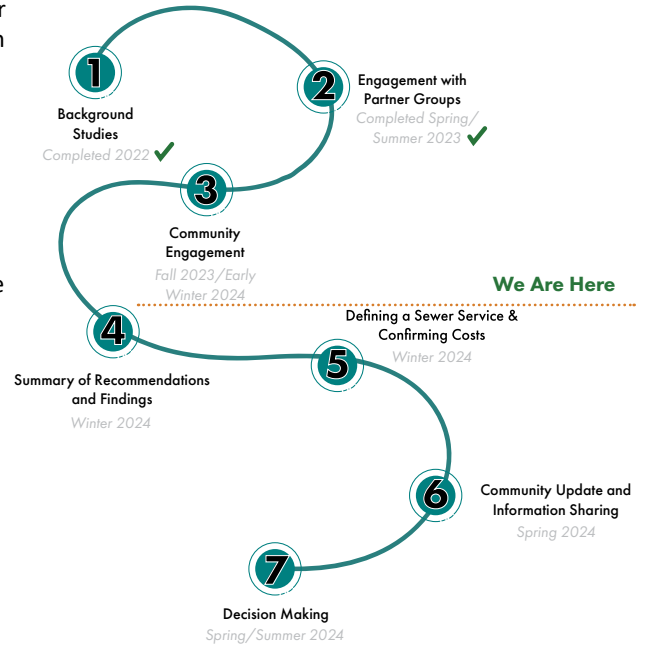 1
Background
Studies
Completed 2022
2
Engagement with
Partner Groups
Completed Spring/
Summer 2023
3
Community
Engagement
Fall 2023/Early
Winter 2024
We Are Here
4
Summary of Recommendations
and Findings
Winter 2024
Defining a Sewer Service &
Confirming Costs
Winter 2024
5
6
Community Update and
Information Sharing
Spring 2024
7
Decision Making
Spring/Summer 2024